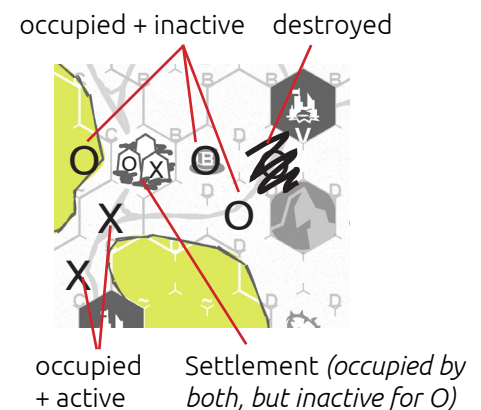 occupied + inactive destroyed
C B B B B
C B D
O O X O B V
D D
X O
X D D D
C D D
occupied
+ active
Settlement (occupied by
both, but inactive for O)